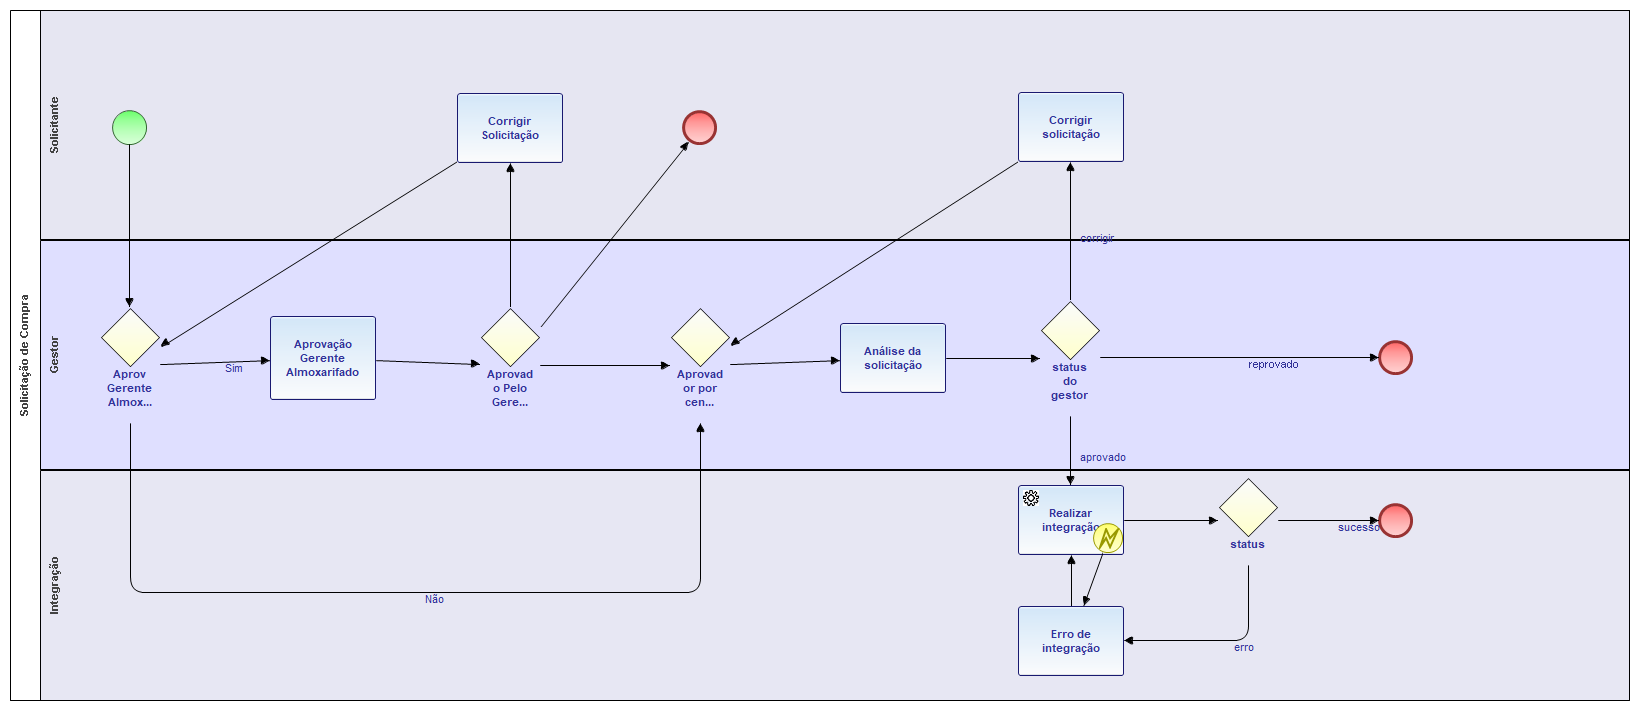 Solicitação de Compra
Solicitante
Corrigir
Solicitação
Corrigir
solicitação
corrigir
Gestor
Aprov
Gerente
Almox...
Sim
Aprovação
Gerente
Almoxarifado
Aprovad
o Pelo
Gere...
Aprovad
or por
cen...
Análise da
solicitação
status
do
gestor
reprovado
aprovado
Integração
Não
Realizar
integração
status
sucesso
Erro de
integração
erro